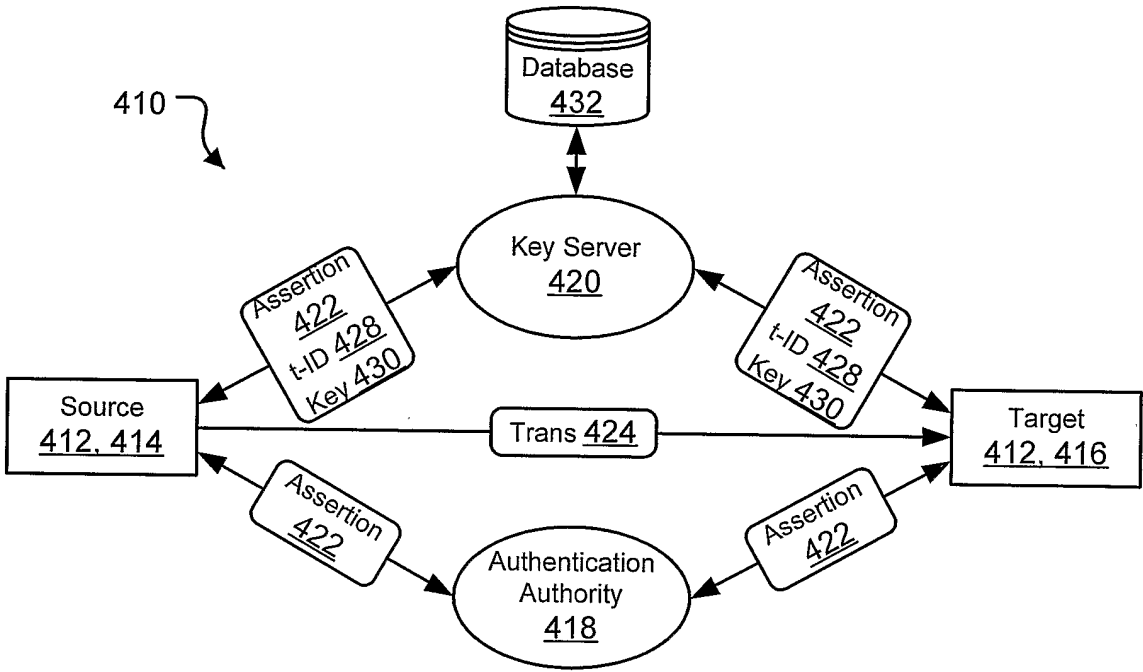 Database
432
410
Key Server
420
Assertion
422
t-ID 428
Key 430
Assertion
422
t-ID 428
Key 430
Source
412, 414
Trans 424
Target
412, 416
Assertion
422
Assertion
422
Authentication
Authority
418